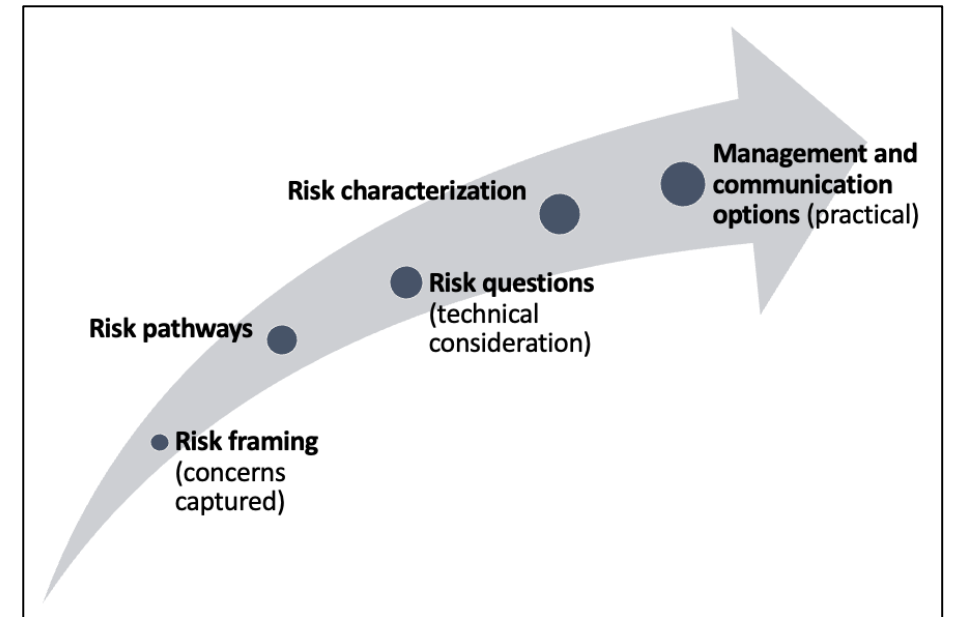 Management and
communication
options (practical)
Risk characterization
Risk questions
(technical
consideration)
Risk pathways
Risk framing
(concerns
captured)